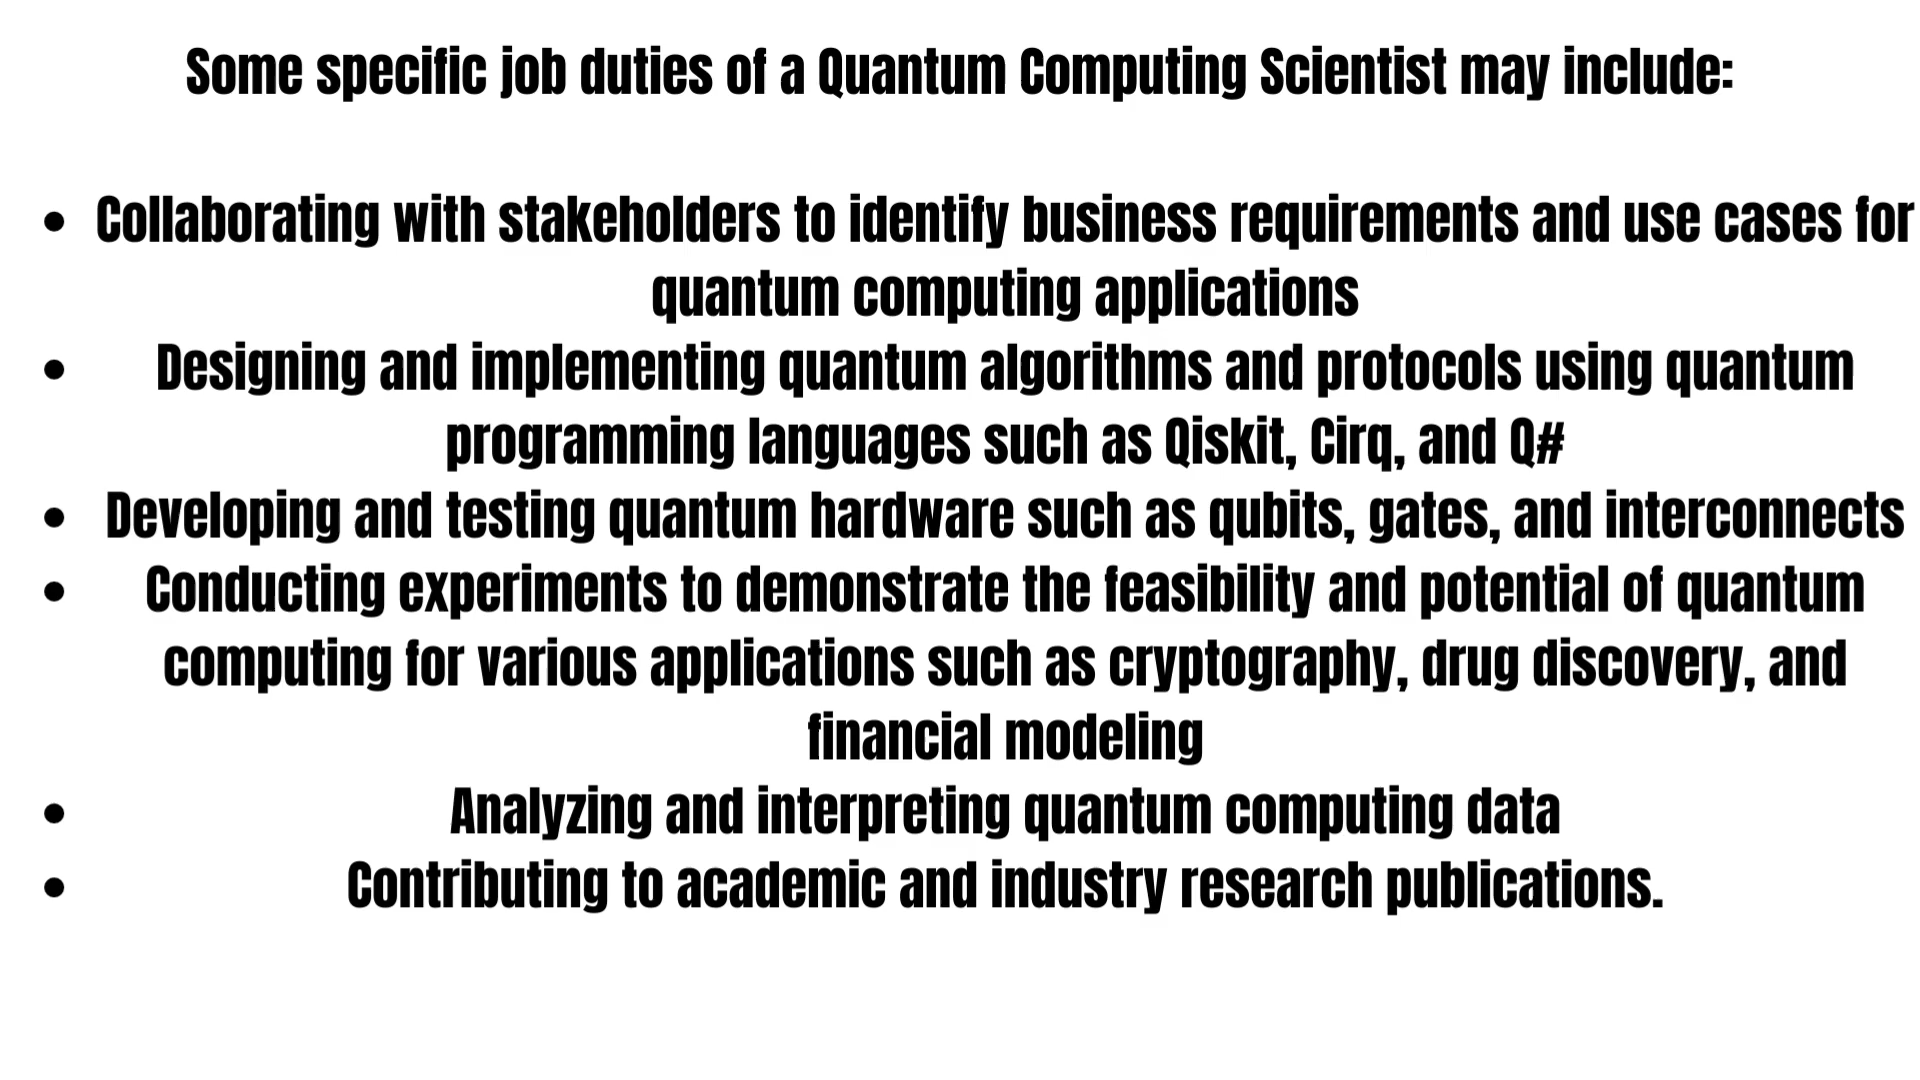 Some specific job duties of a Quantum Computing Scientist may include:
• Collaborating with stakeholders to identify business requirements and use cases for
quantum computing applications
• Designing and implementing quantum algorithms and protocols using quantum
programming languages such as Qiskit, Cirq, and Q#
• Developing and testing quantum hardware such as qubits, gates, and interconnects
• Conducting experiments to demonstrate the feasibility and potential of quantum
computing for various applications such as cryptography, drug discovery, and
financial modeling
• Analyzing and interpreting quantum computing data
• Contributing to academic and industry research publications.